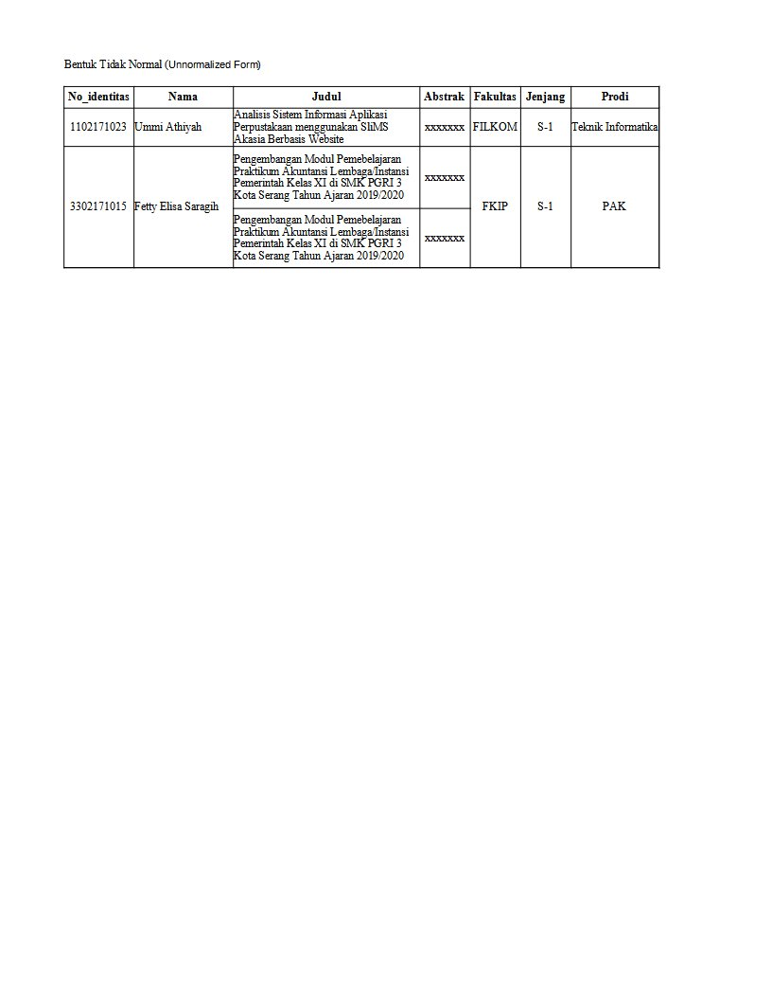 Bentuk Tidak Normal (Unnormalized Form)
No_identitas Nama Judul Abstrak Fakultas Jenjang Prodi
Analisis Sistem Informasi Aplikasi
1102171023 Ummi Athiyah Perpustakaan menggunakan SliMS xxxxxxx FILKOM S-1 Teknik Informatika
Akasia Berbasis Website
Pengembangan Modul Pemebelajaran
Praktikum Akuntansi Lembaga/Instansi
xxxxxxx
Pemerintah Kelas XI di SMK PGRI 3
Kota Serang Tahun Ajaran 2019/2020
3302171015 Fetty Elisa Saragih FKIP S-1 PAK
Pengembangan Modul Pemebelajaran
Praktikum Akuntansi Lembaga/Instansi
xxxxxxx
Pemerintah Kelas XI di SMK PGRI 3
Kota Serang Tahun Ajaran 2019/2020